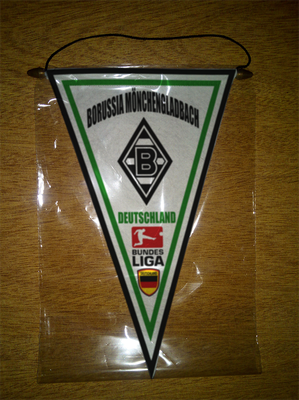 BORUSSIA MÖNCHENGLADBACH
B
DEUTSCHLAND
BUNDES
LIGA